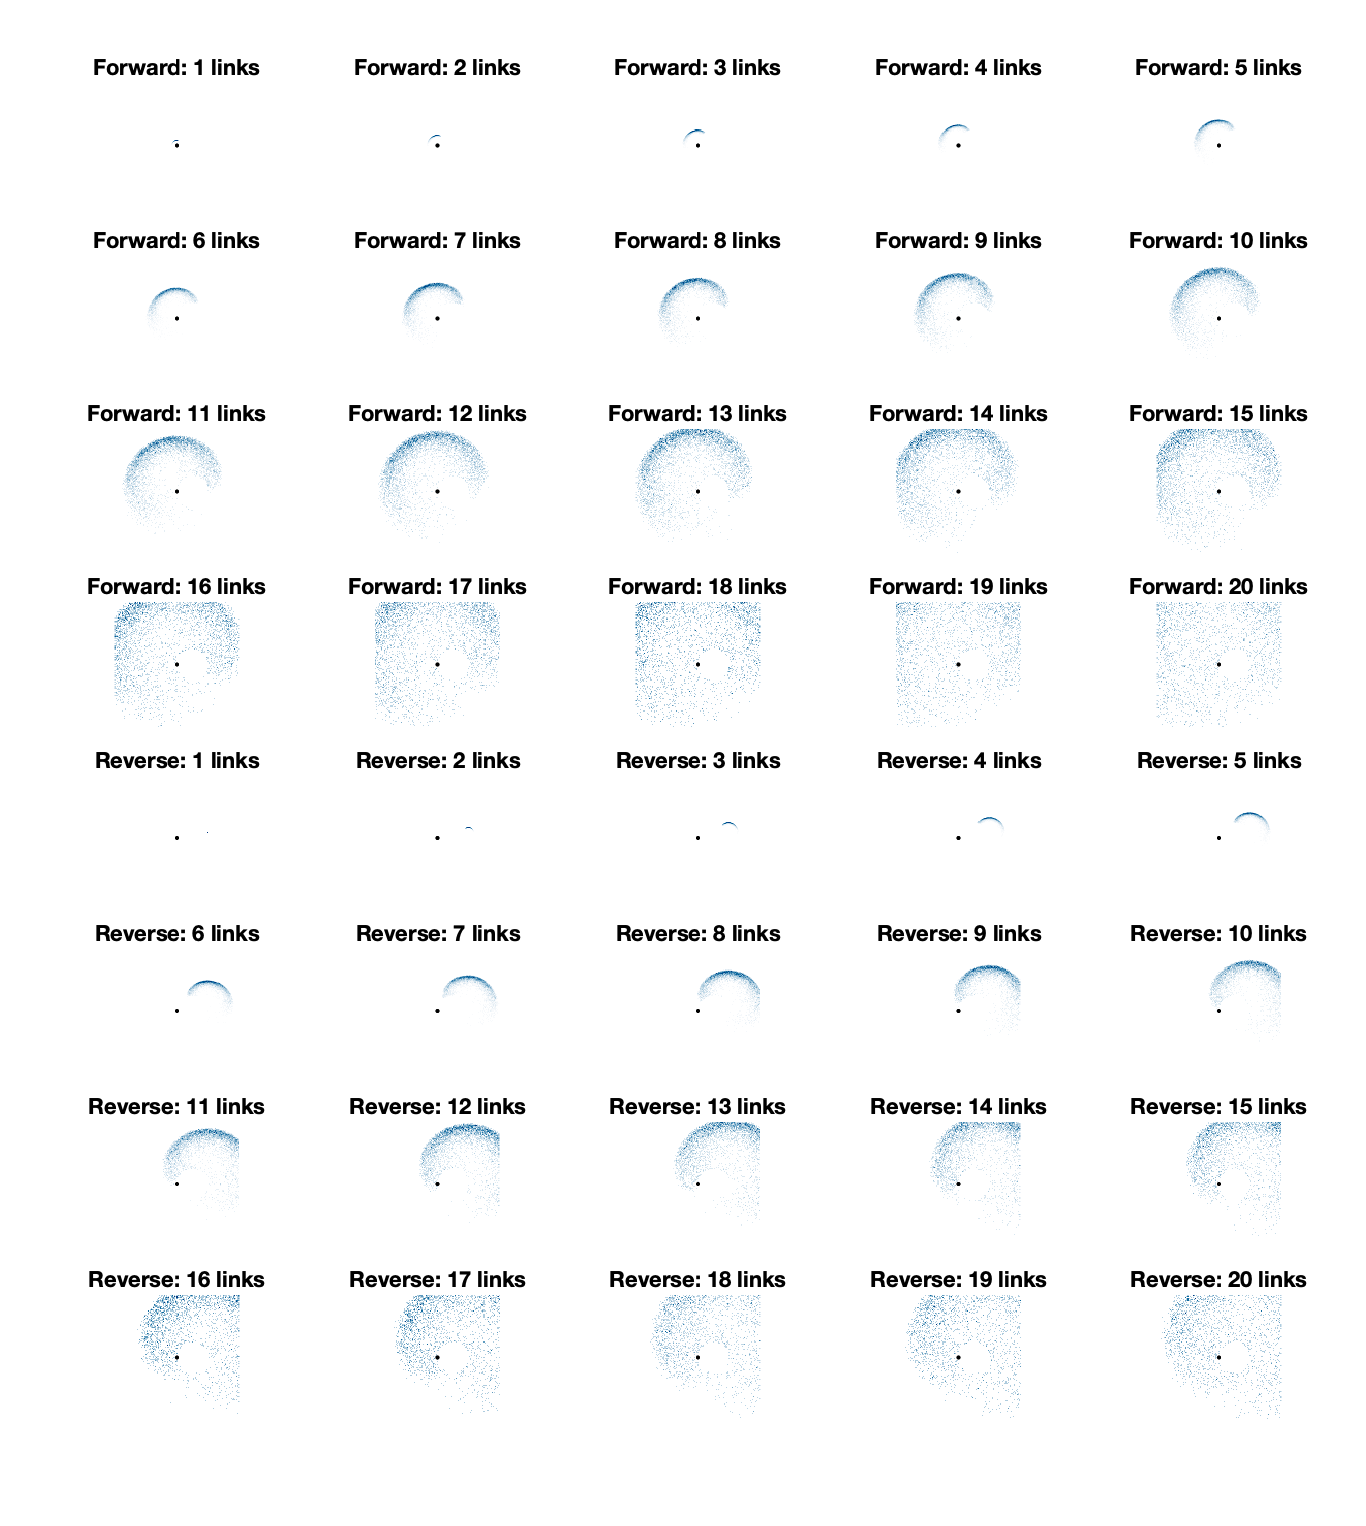 Forward: 1 links
Forward: 2 links
Forward: 3 links
Forward: 4 links
Forward: 5 links
Forward: 6 links
Forward: 7 links
Forward: 8 links
Forward: 9 links
Forward: 10 links
Forward: 11 links
Forward: 12 links
Forward: 13 links
Forward: 14 links
Forward: 15 links
Forward: 16 links
Forward: 17 links
Forward: 18 links
Forward: 19 links
Forward: 20 links
Reverse: 1 links
Reverse: 2 links
Reverse: 3 links
Reverse: 4 links
Reverse: 5 links
Reverse: 6 links
Reverse: 7 links
Reverse: 8 links
Reverse: 9 links
Reverse: 10 links
Reverse: 11 links
Reverse: 12 links
Reverse: 13 links
Reverse: 14 links
Reverse: 15 links
Reverse: 16 links
Reverse: 17 links
Reverse: 18 links
Reverse: 19 links
Reverse: 20 links